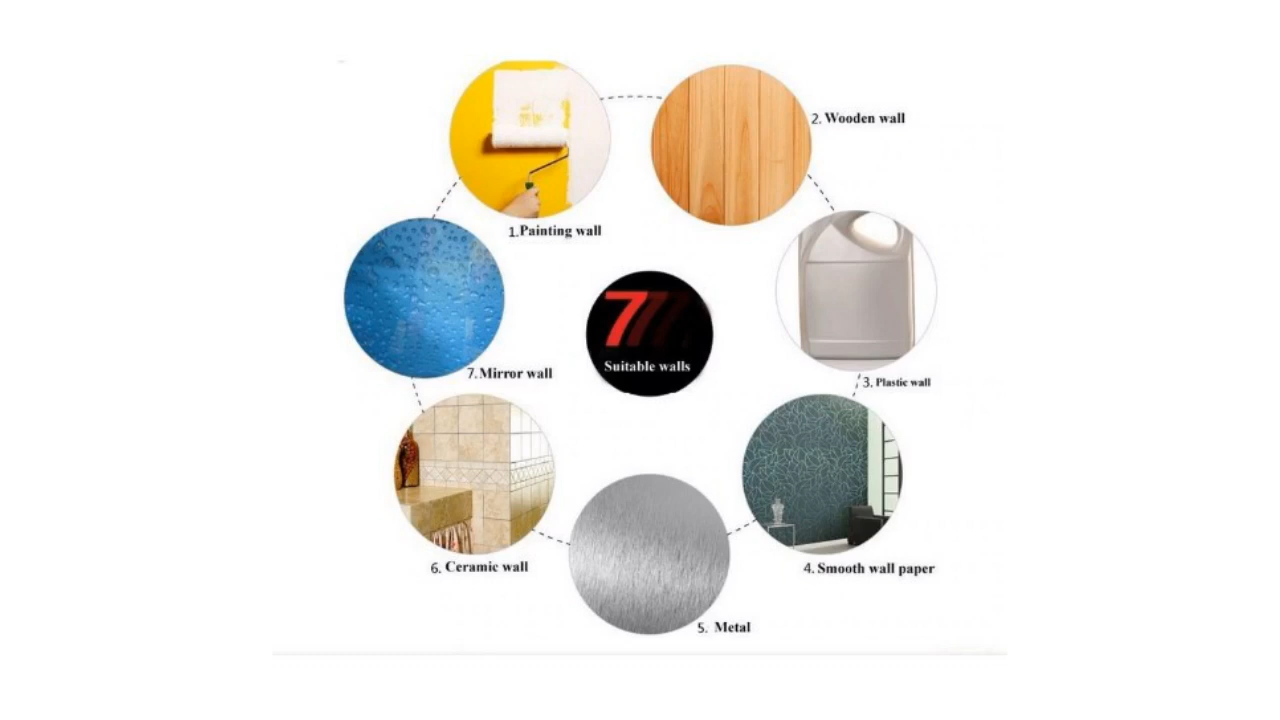 1.Painting wall
2. Wooden wall
3. Plastic wall
4. Smooth wall paper
5. Metal
6. Ceramic wall
7. Mirror wall
7
Suitable walls